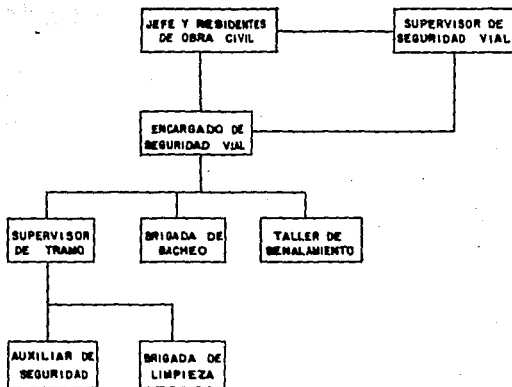 JEFE Y RESIDENTES
DE OBRA CIVIL
SUPERVISOR DE
SEGURIDAD VIAL
ENCARGADO DE
SEGURIDAD VIAL
SUPERVISOR
DE TRAMO
BRIGADA DE
BACHEO
TALLER DE
SEÑALAMIENTO
AUXILIAR DE
SEGURIDAD
BRIGADA DE
LIMPIEZA